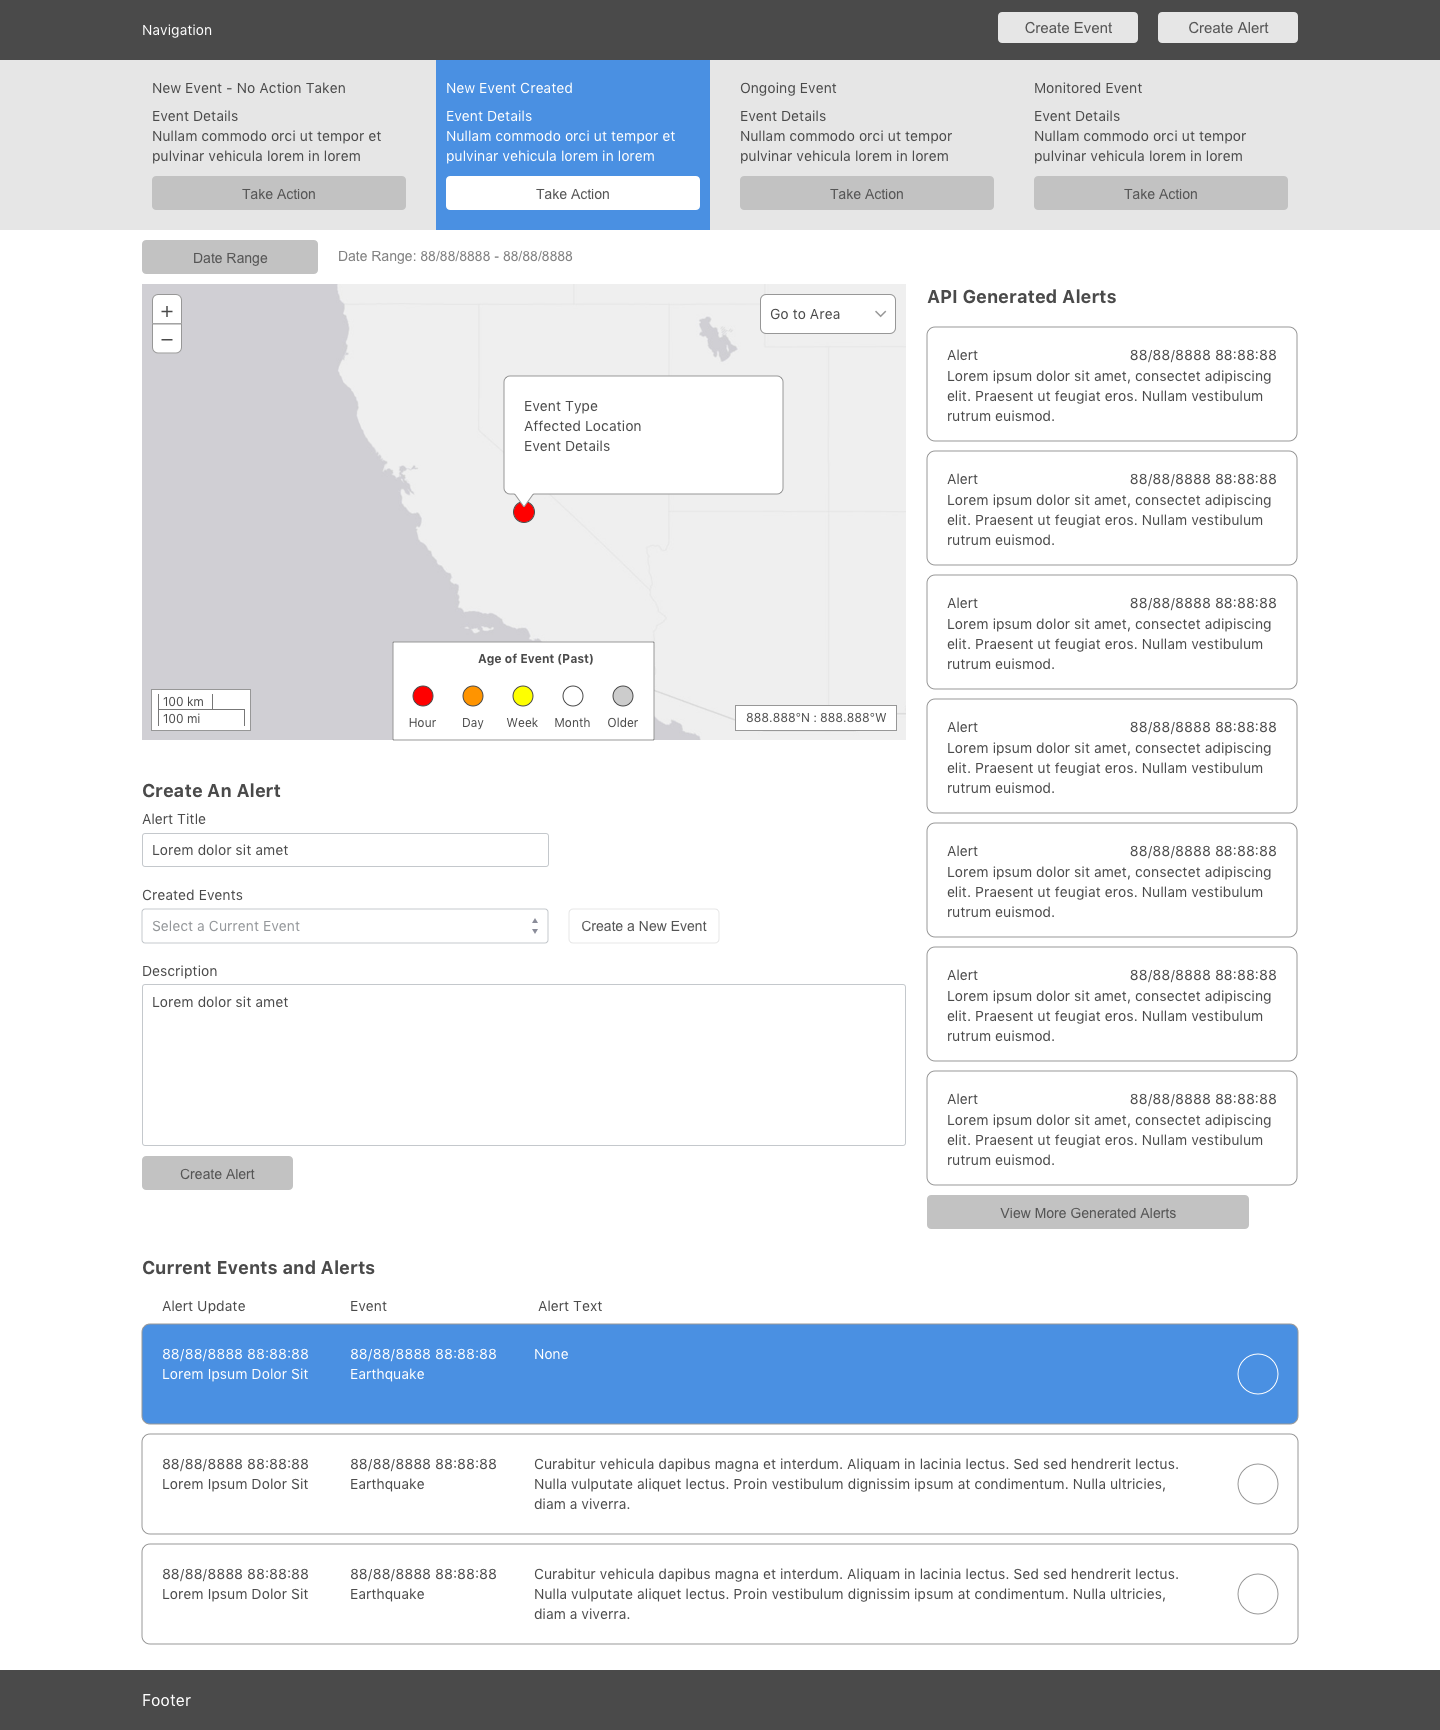 Navigation
Create Event
Create Alert
New Event - No Action Taken
Event Details
Nullam commodo orci ut tempor et
pulvinar vehicula lorem in lorem
Take Action
New Event Created
Event Details
Nullam commodo orci ut tempor et
pulvinar vehicula lorem in lorem
Take Action
Ongoing Event
Event Details
Nullam commodo orci ut tempor
pulvinar vehicula lorem in lorem
Take Action
Monitored Event
Event Details
Nullam commodo orci ut tempor
pulvinar vehicula lorem in lorem
Take Action
Date Range
Date Range: 88/88/8888 - 88/88/8888
+
−
Go to Area
Event Type
Affected Location
Event Details
Age of Event (Past)
Hour
Day
Week
Month
Older
100 km
100 mi
888.888°N : 888.888°W
API Generated Alerts
Alert 88/88/8888 88:88:88
Lorem ipsum dolor sit amet, consectet adipiscing
elit. Praesent ut feugiat eros. Nullam vestibulum
rutrum euismod.
Alert 88/88/8888 88:88:88
Lorem ipsum dolor sit amet, consectet adipiscing
elit. Praesent ut feugiat eros. Nullam vestibulum
rutrum euismod.
Alert 88/88/8888 88:88:88
Lorem ipsum dolor sit amet, consectet adipiscing
elit. Praesent ut feugiat eros. Nullam vestibulum
rutrum euismod.
Alert 88/88/8888 88:88:88
Lorem ipsum dolor sit amet, consectet adipiscing
elit. Praesent ut feugiat eros. Nullam vestibulum
rutrum euismod.
Alert 88/88/8888 88:88:88
Lorem ipsum dolor sit amet, consectet adipiscing
elit. Praesent ut feugiat eros. Nullam vestibulum
rutrum euismod.
Alert 88/88/8888 88:88:88
Lorem ipsum dolor sit amet, consectet adipiscing
elit. Praesent ut feugiat eros. Nullam vestibulum
rutrum euismod.
Alert 88/88/8888 88:88:88
Lorem ipsum dolor sit amet, consectet adipiscing
elit. Praesent ut feugiat eros. Nullam vestibulum
rutrum euismod.
View More Generated Alerts
Create An Alert
Alert Title
Lorem dolor sit amet
Created Events
Select a Current Event
Create a New Event
Description
Lorem dolor sit amet
Create Alert
Current Events and Alerts
Alert Update
Event
Alert Text
88/88/8888 88:88:88
Lorem Ipsum Dolor Sit
88/88/8888 88:88:88
Earthquake
None
88/88/8888 88:88:88
Lorem Ipsum Dolor Sit
88/88/8888 88:88:88
Earthquake
Curabitur vehicula dapibus magna et interdum. Aliquam in lacinia lectus. Sed sed hendrerit lectus.
Nulla vulputate aliquet lectus. Proin vestibulum dignissim ipsum at condimentum. Nulla ultricies,
diam a viverra.
88/88/8888 88:88:88
Lorem Ipsum Dolor Sit
88/88/8888 88:88:88
Earthquake
Curabitur vehicula dapibus magna et interdum. Aliquam in lacinia lectus. Sed sed hendrerit lectus.
Nulla vulputate aliquet lectus. Proin vestibulum dignissim ipsum at condimentum. Nulla ultricies,
diam a viverra.
Footer